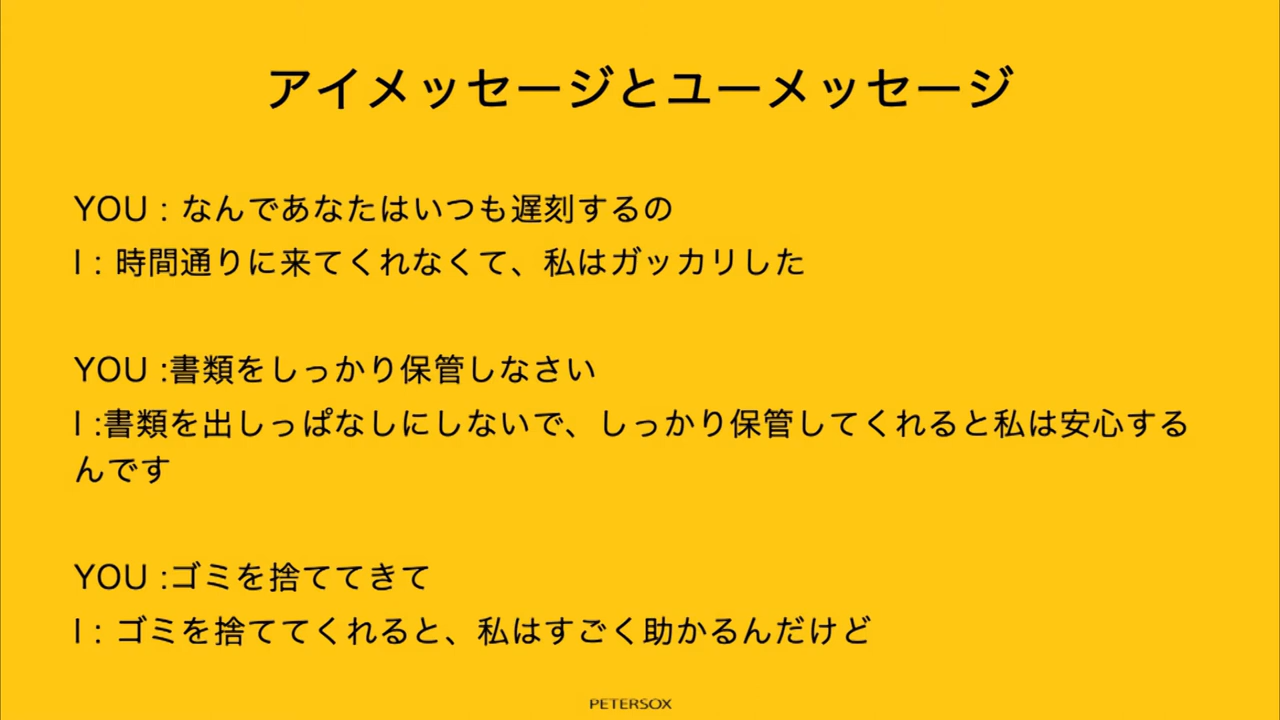 アイメッセージとユーメッセージ
YOU : なんであなたはいつも遅刻するの
I : 時間通りに来てくれなくて、私はガッカリした
YOU :書類をしっかり保管しなさい
I :書類を出しっぱなしにしないで、しっかり保管してくれると私は安心する
んです
YOU :ゴミを捨ててきて
I : ゴミを捨ててくれると、私はすごく助かるんだけど
PETERSOX